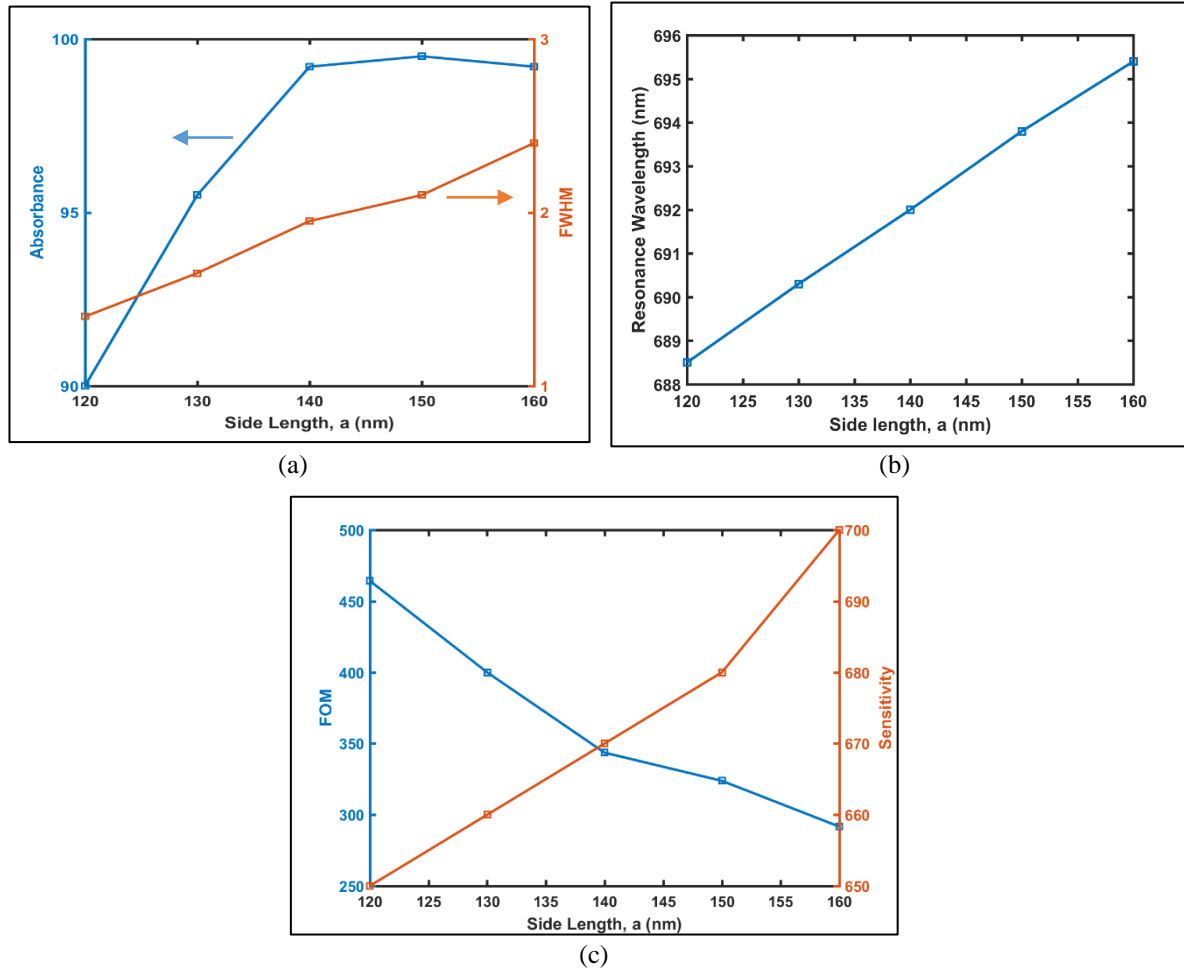 100
95
90
Absorbance
3
2
1
FWHM
120 130 140 150 160
Side Length, a (nm)
(a)
696
695
694
693
692
691
690
689
688
Resonance Wavelength (nm)
120 125 130 135 140 145 150 155 160
Side length, a (nm)
(b)
500
450
400
350
300
250
FOM
700
690
680
670
660
650
Sensitivity
120 125 130 135 140 145 150 155 160
Side Length, a (nm)
(c)